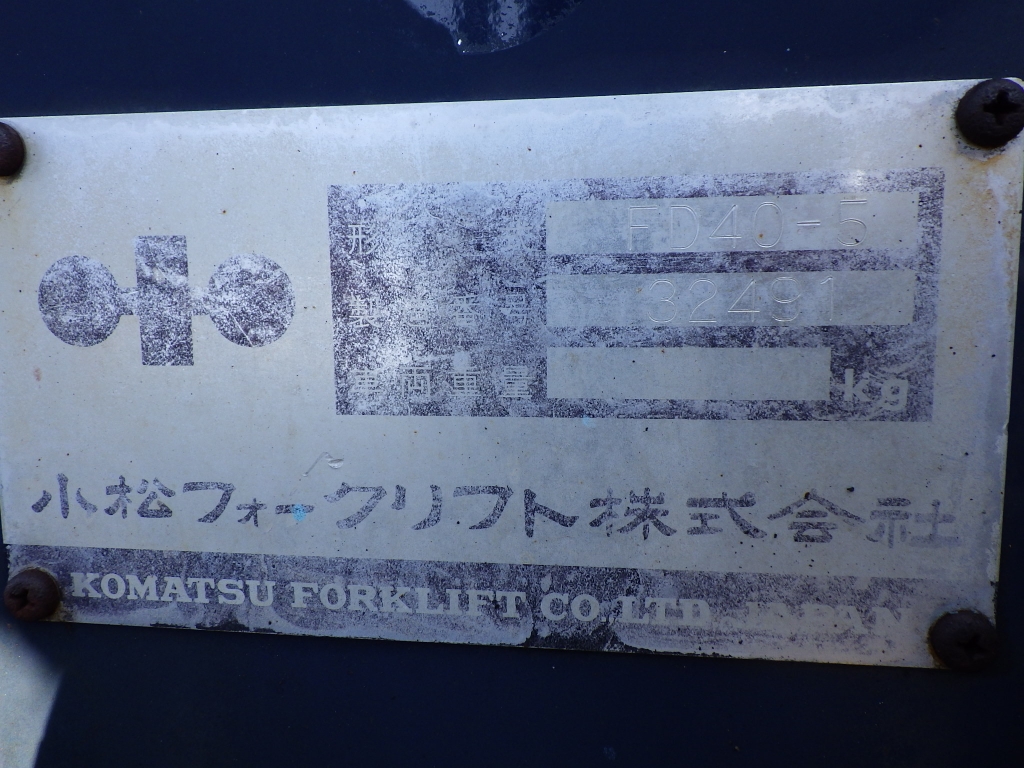 形式 FD40-5
製造番号 32491
車両重量 kg
小松フォークリフト株式会社
KOMATSU FORKLIFT CO.LTD. JAPAN